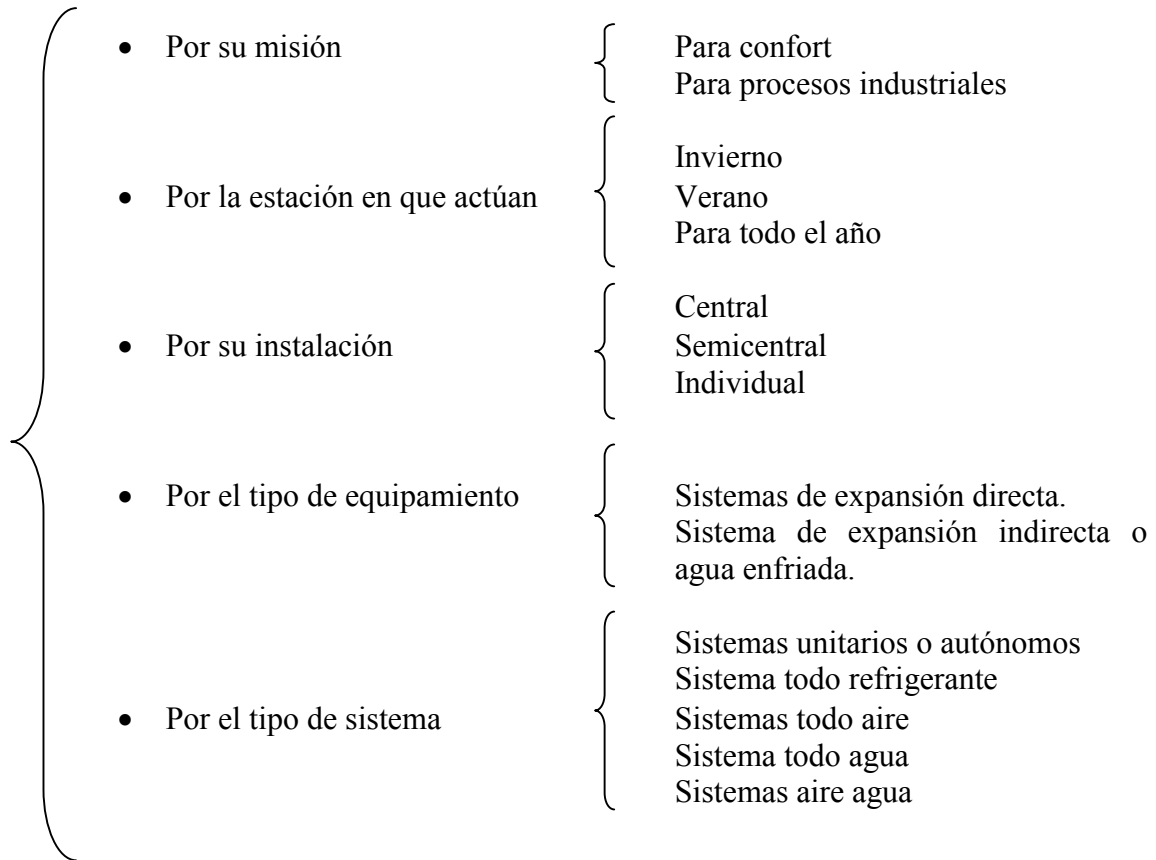 • Por su misión
Para confort
Para procesos industriales
• Por la estación en que actúan
Invierno
Verano
Para todo el año
• Por su instalación
Central
Semicentral
Individual
• Por el tipo de equipamiento
Sistemas de expansión directa.
Sistema de expansión indirecta o
agua enfriada.
• Por el tipo de sistema
Sistemas unitarios o autónomos
Sistema todo refrigerante
Sistemas todo aire
Sistema todo agua
Sistemas aire agua